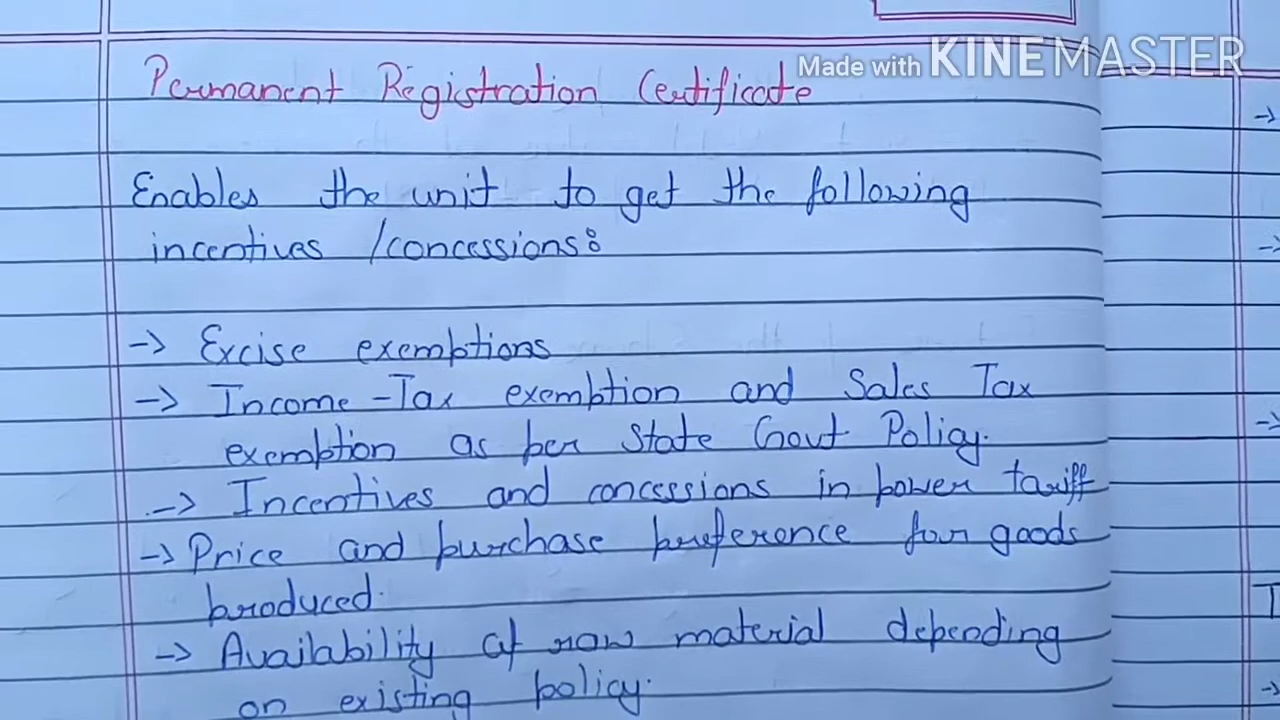 Made with KINEMASTER
Permanent Registration Certificate
Enables the unit to get the following
incentives /concessions:
-> Excise exemptions
-> Income-Tax exemption and Sales Tax
exemption as per State Govt Policy.
-> Incentives and concessions in power tariff
-> Price and purchase preference for goods
produced.
-> Availability of raw material depending
on existing policy.